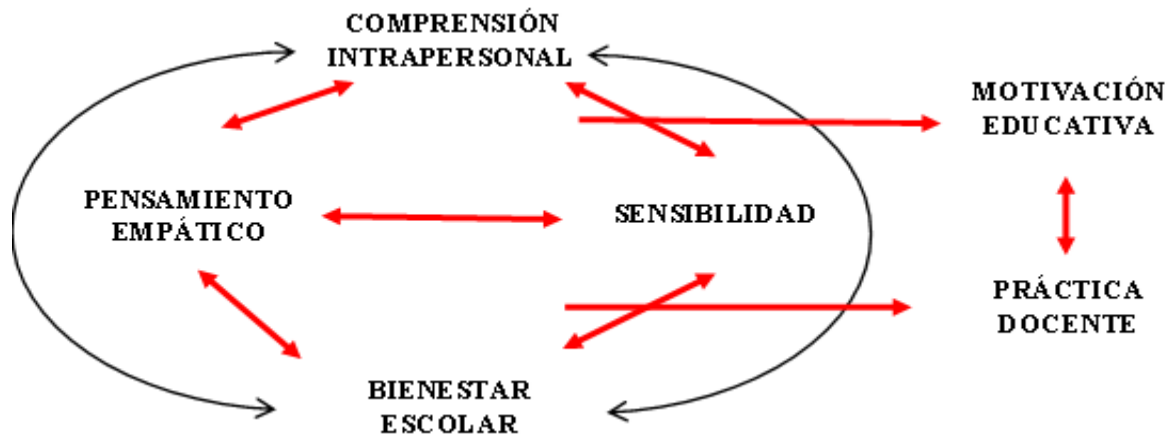 COMPRENSIÓN
INTRAPERSONAL
MOTIVACIÓN
EDUCATIVA
PENSAMIENTO
EMPÁTICO
SENSIBILIDAD
PRÁCTICA
DOCENTE
BIENESTAR
ESCOLAR